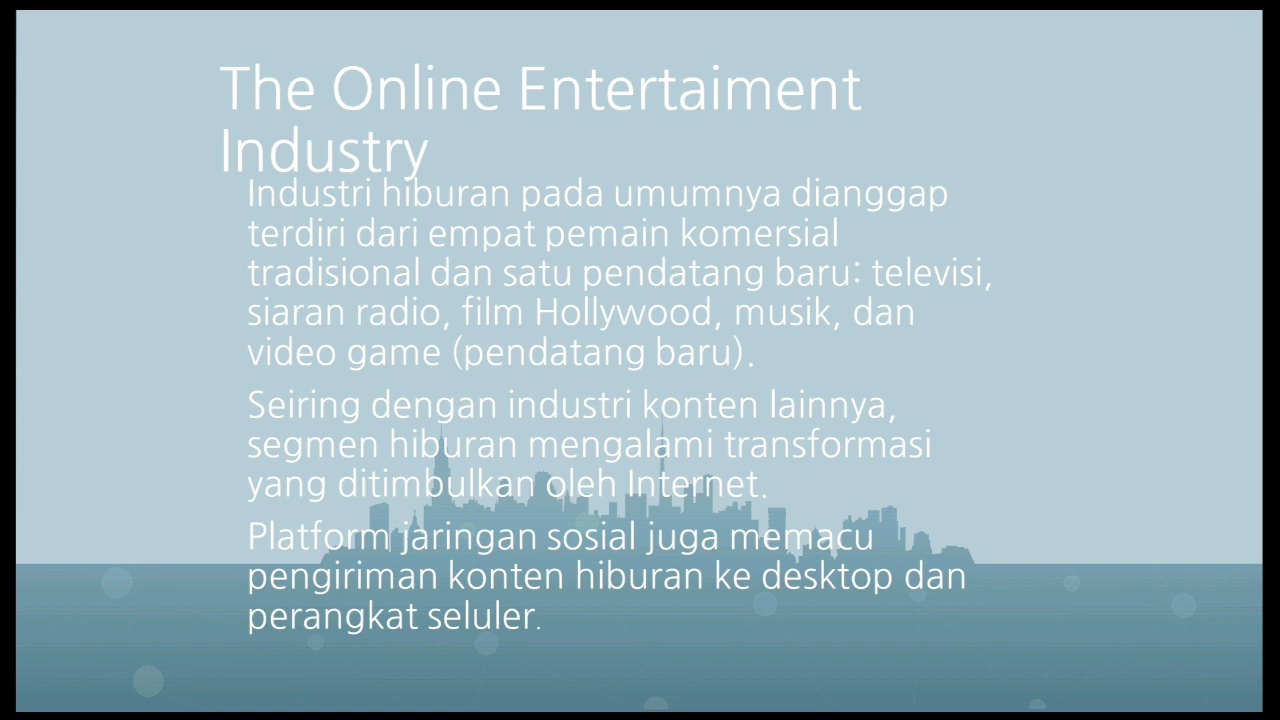 The Online Entertaiment
Industry
Industri hiburan pada umumnya dianggap
terdiri dari empat pemain komersial
tradisional dan satu pendatang baru: televisi,
siaran radio, film Hollywood, musik, dan
video game (pendatang baru).
Seiring dengan industri konten lainnya,
segmen hiburan mengalami transformasi
yang ditimbulkan oleh Internet.
Platform jaringan sosial juga memacu
pengiriman konten hiburan ke desktop dan
perangkat seluler.